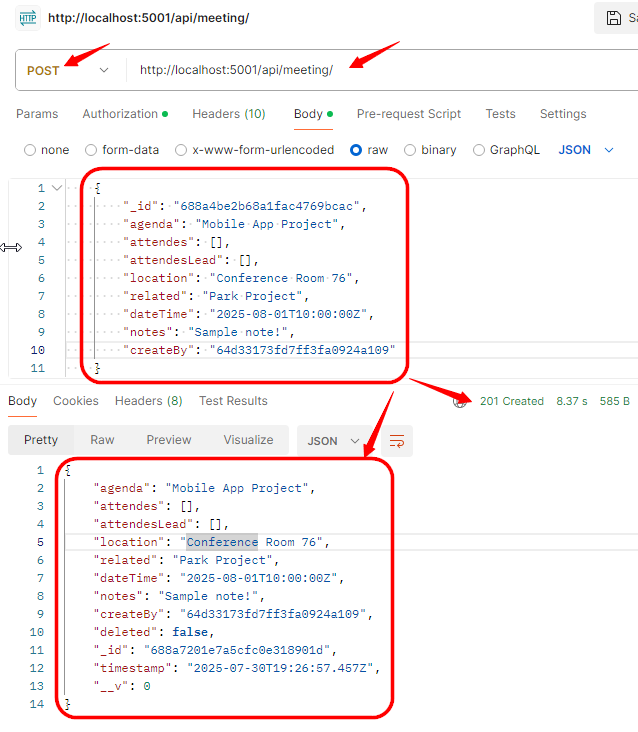 HTTP http://localhost:5001/api/meeting/ Sa
POST http://localhost:5001/api/meeting/
Params Authorization Headers (10) Body Pre-request Script Tests Settings
none form-data x-www-form-urlencoded raw binary GraphQL JSON
1 {
2 "_id": "688a4be2b68a1fac4769bcac",
3 "agenda": "Mobile App Project",
4 "attendes": [],
5 "attendesLead": [],
6 "location": "Conference Room 76",
7 "related": "Park Project",
8 "dateTime": "2025-08-01T10:00:00Z",
9 "notes": "Sample note!",
10 "createBy": "64d33173fd7ff3fa0924a109"
11 }
Body Cookies Headers (8) Test Results 201 Created 8.37 s 585 B
Pretty Raw Preview Visualize JSON
1 {
2 "agenda": "Mobile App Project",
3 "attendes": [],
4 "attendesLead": [],
5 "location": "Conference Room 76",
6 "related": "Park Project",
7 "dateTime": "2025-08-01T10:00:00Z",
8 "notes": "Sample note!",
9 "createBy": "64d33173fd7ff3fa0924a109",
10 "deleted": false,
11 "_id": "688a7201e7a5cfc0e318901d",
12 "timestamp": "2025-07-30T19:26:57.457Z",
13 "__v": 0
14 }